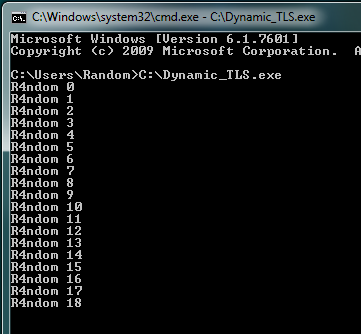 C:\Windows\system32\cmd.exe - C:\Dynamic_TLS.exe
Microsoft Windows [Version 6.1.7601]
Copyright (c) 2009 Microsoft Corporation. A
C:\Users\Random>C:\Dynamic_TLS.exe
R4ndom 0
R4ndom 1
R4ndom 2
R4ndom 3
R4ndom 4
R4ndom 5
R4ndom 6
R4ndom 7
R4ndom 8
R4ndom 9
R4ndom 10
R4ndom 11
R4ndom 12
R4ndom 13
R4ndom 14
R4ndom 15
R4ndom 16
R4ndom 17
R4ndom 18